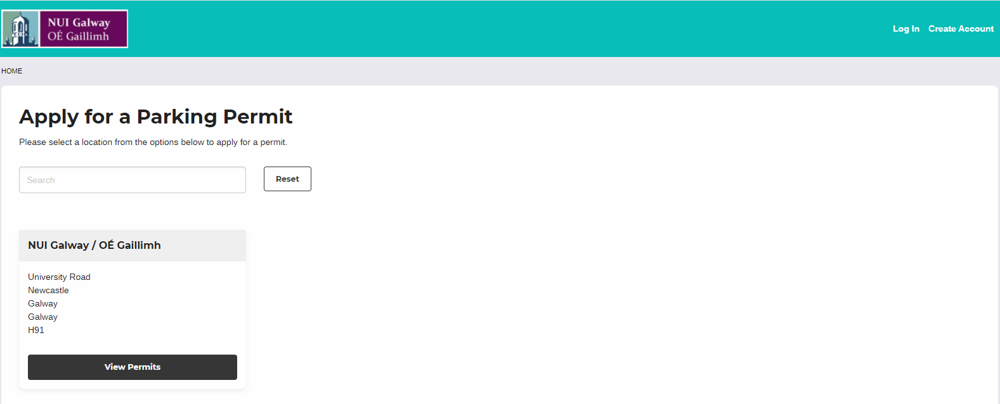 NUI Galway
OÉ Gaillimh
Log In Create Account
HOME
Apply for a Parking Permit
Please select a location from the options below to apply for a permit.
Search
Reset
NUI Galway / OÉ Gaillimh
University Road
Newcastle
Galway
Galway
H91
View Permits